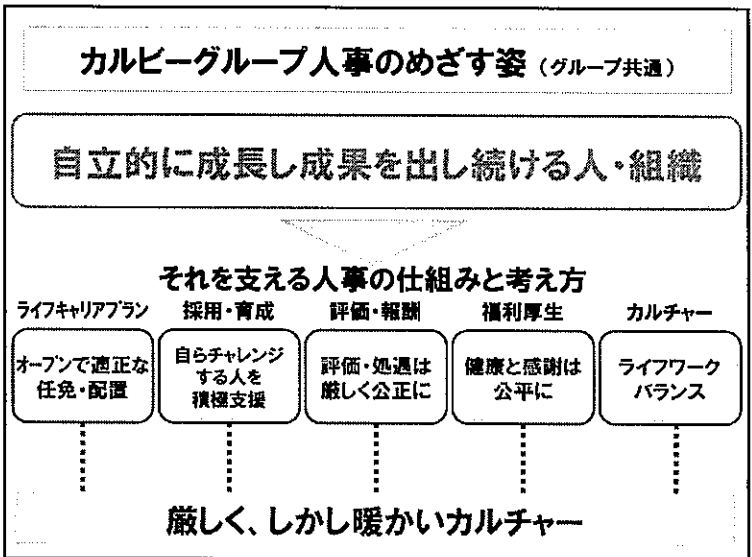 カルビーグループ人事のめざす姿（グループ共通）
自立的に成長し成果を出し続ける人・組織
それを支える人事の仕組みと考え方
ライフキャリアプラン 採用・育成 評価・報酬 福利厚生 カルチャー
オープンで適正な
任免・配置
自らチャレンジ
する人を
積極支援
評価・処遇は
厳しく公正に
健康と感謝は
公平に
ライフワーク
バランス
厳しく、しかし暖かいカルチャー